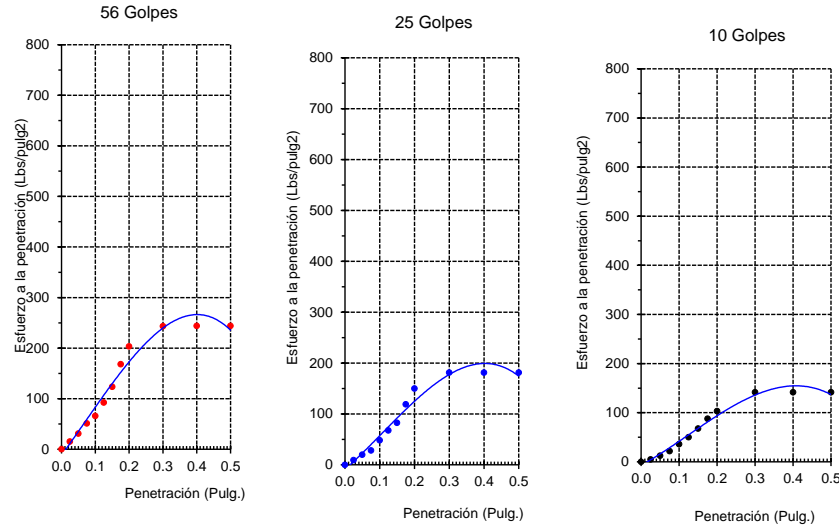 56 Golpes
800
700
600
500
400
300
200
100
0
0.0 0.1 0.2 0.3 0.4 0.5
Esfuerzo a la penetración (Lbs/pulg2)
Penetración (Pulg.)
25 Golpes
800
700
600
500
400
300
200
100
0
0.0 0.1 0.2 0.3 0.4 0.5
Esfuerzo a la penetración (Lbs/pulg2)
Penetración (Pulg.)
10 Golpes
800
700
600
500
400
300
200
100
0
0.0 0.1 0.2 0.3 0.4 0.5
Esfuerzo a la penetración (Lbs/pulg2)
Penetración (Pulg.)